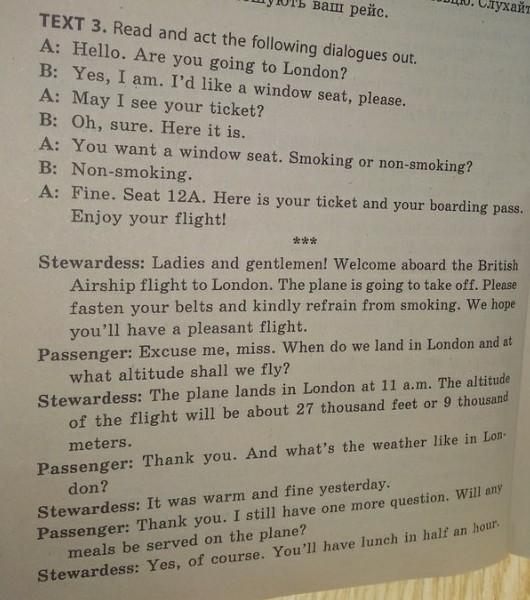 ваш рейс.
Слухайт
TEXT 3. Read and act the following dialogues out.
A: Hello. Are you going to London?
B: Yes, I am. I'd like a window seat, please.
A: May I see your ticket?
B: Oh, sure. Here it is.
A: You want a window seat. Smoking or non-smoking?
B: Non-smoking.
A: Fine. Seat 12A. Here is your ticket and your boarding pass.
Enjoy your flight!
***
Stewardess: Ladies and gentlemen! Welcome aboard the British
Airship flight to London. The plane is going to take off. Please
fasten your belts and kindly refrain from smoking. We hope
you'll have a pleasant flight.
Passenger: Excuse me, miss. When do we land in London and at
what altitude shall we fly?
Stewardess: The plane lands in London at 11 a.m. The altitude
of the flight will be about 27 thousand feet or 9 thousand
meters.
Passenger: Thank you. And what's the weather like in Lon-
don?
Stewardess: It was warm and fine yesterday.
Passenger: Thank you. I still have one more question. Will any
meals be served on the plane?
Stewardess: Yes, of course. You'll have lunch in half an hour.